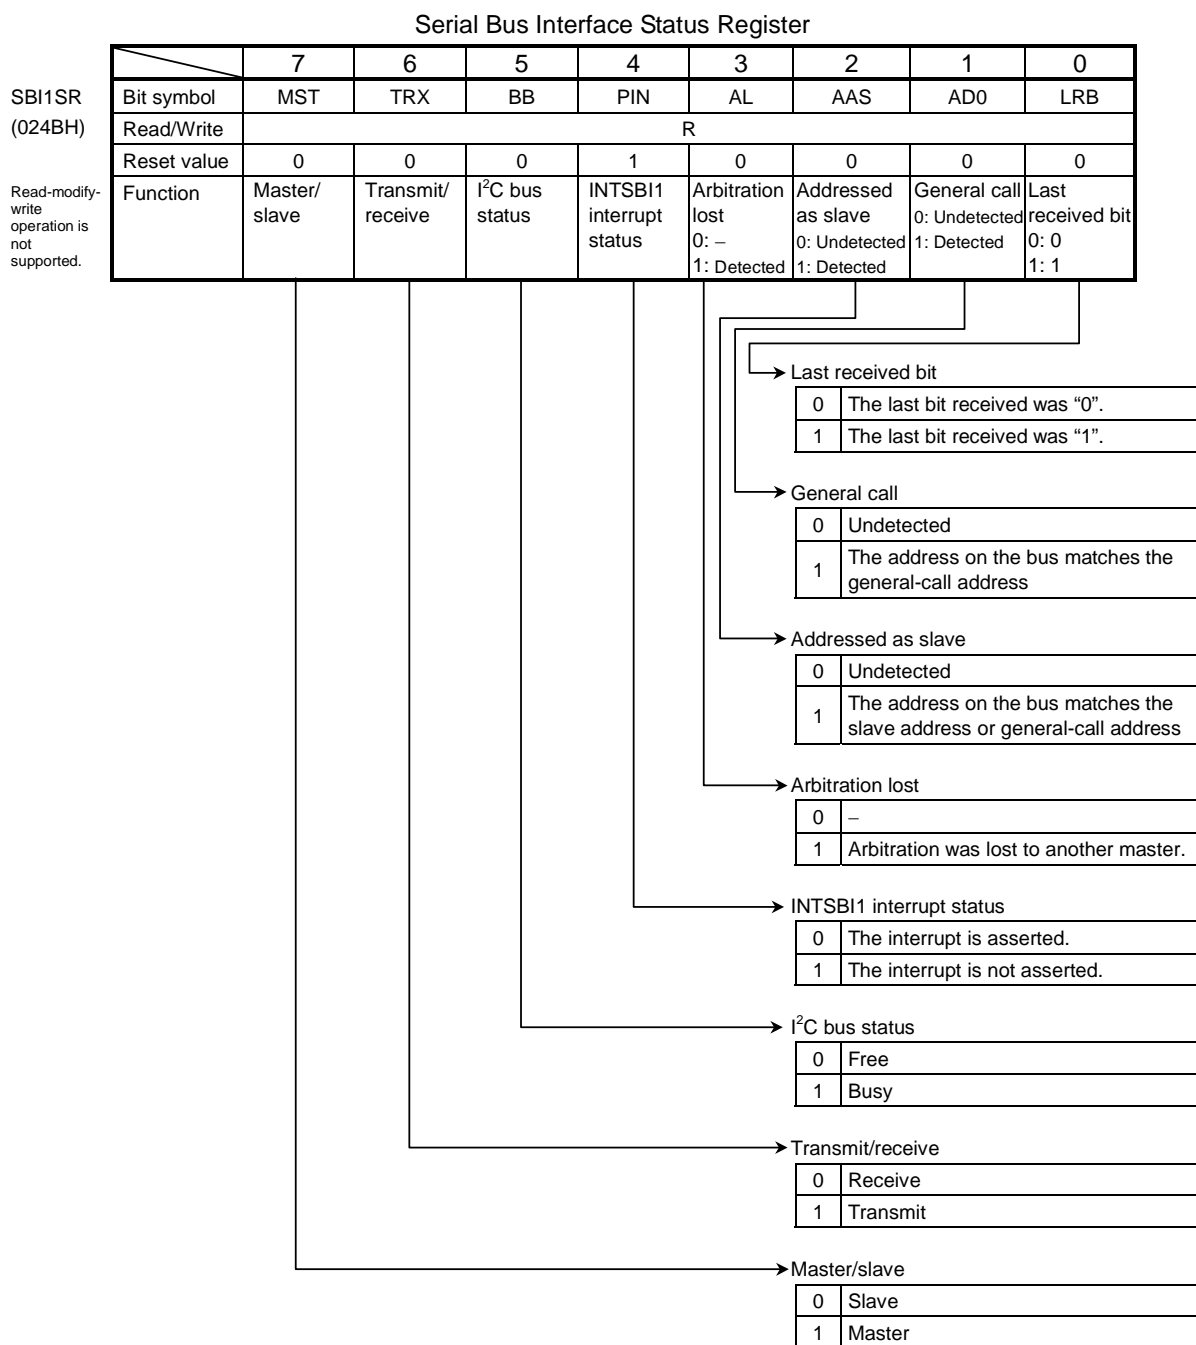 Serial Bus Interface Status Register
7 6 5 4 3 2 1 0
SBI1SR Bit symbol MST TRX BB PIN AL AAS AD0 LRB
(024BH) Read/Write R
Reset value 0 0 0 1 0 0 0 0
Read-modify-
write
operation is
not
supported.
Function
Master/
slave
Transmit/
receive
I²C bus
status
INTSBI1
interrupt
status
Arbitration
lost
0: –
1: Detected
Addressed
as slave
0: Undetected
1: Detected
General call
0: Undetected
1: Detected
Last
received bit
0: 0
1: 1
Last received bit
0 The last bit received was “0”.
1 The last bit received was “1”.
General call
0 Undetected
1 The address on the bus matches the
general-call address
Addressed as slave
0 Undetected
1 The address on the bus matches the
slave address or general-call address
Arbitration lost
0 –
1 Arbitration was lost to another master.
INTSBI1 interrupt status
0 The interrupt is asserted.
1 The interrupt is not asserted.
I²C bus status
0 Free
1 Busy
Transmit/receive
0 Receive
1 Transmit
Master/slave
0 Slave
1 Master